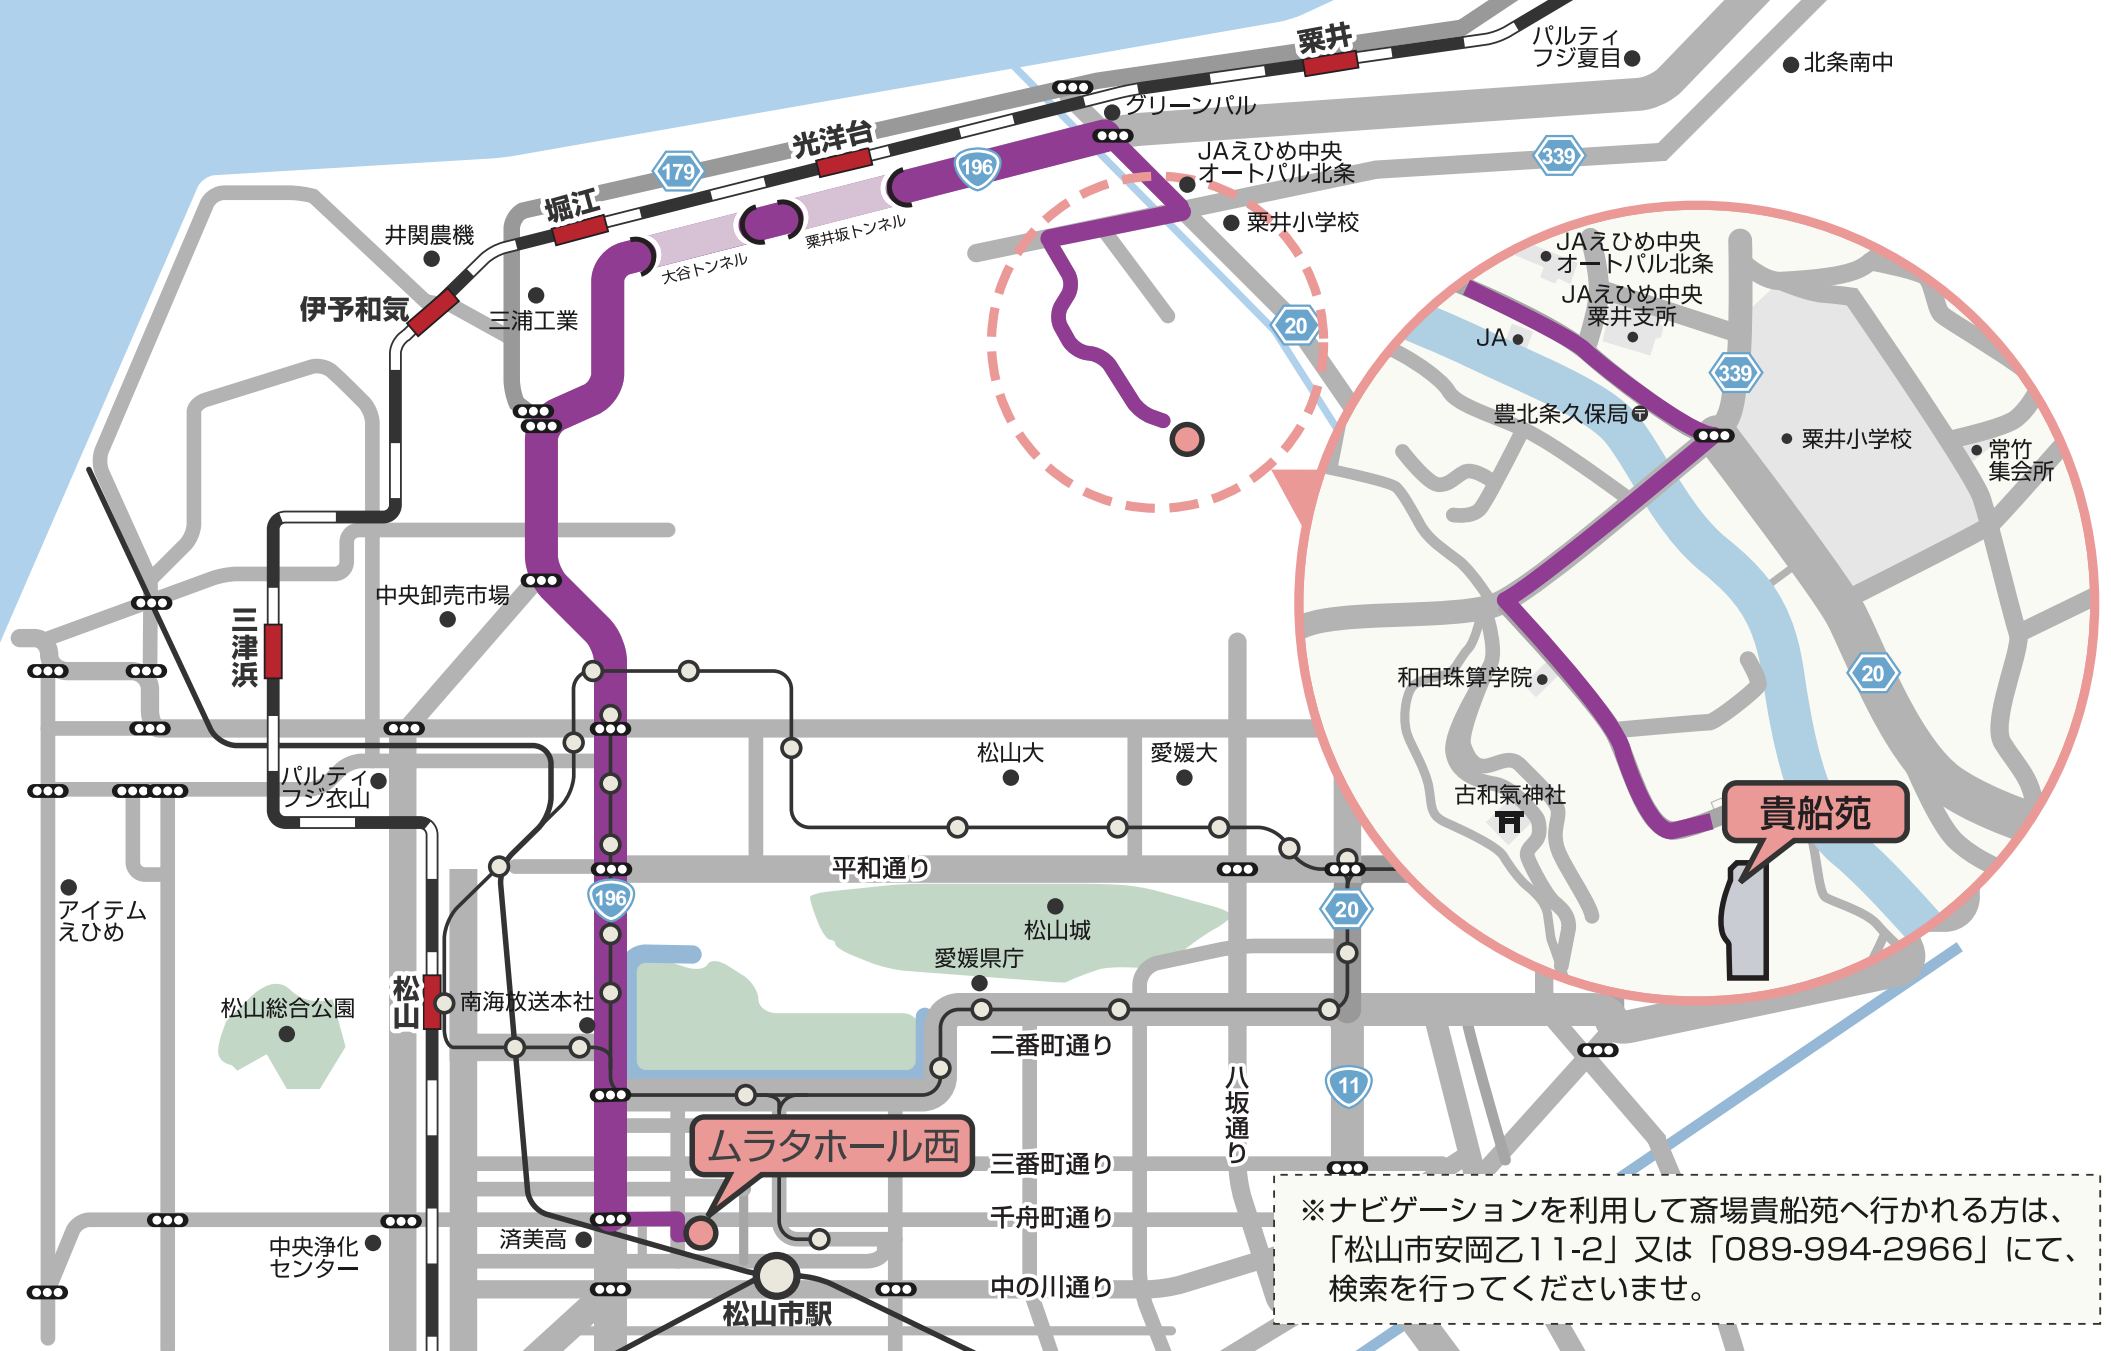 粟井
パルティ
フジ夏目
北条南中
グリーンパル
光洋台
179
196
JAえひめ中央
オートパル北条
339
堀江
井関農機
粟井坂トンネル
粟井小学校
大谷トンネル
伊予和気
三浦工業
20
JAえひめ中央
オートパル北条
JAえひめ中央
粟井支所
JA
339
豊北条久保局
粟井小学校
常竹
集会所
中央卸売市場
三津浜
和田珠算学院
20
松山大
愛媛大
パルティ
フジ衣山
古和氣神社
貴船苑
平和通り
アイテム
えひめ
196
20
松山城
愛媛県庁
松山
松山総合公園
南海放送本社
二番町通り
八坂通り
11
ムラタホール西
三番町通り
千舟町通り
済美高
中央浄化
センター
中の川通り
松山市駅
※ナビゲーションを利用して斎場貴船苑へ行かれる方は、
「松山市安岡乙11-2」又は「089-994-2966」にて、
検索を行ってくださいませ。